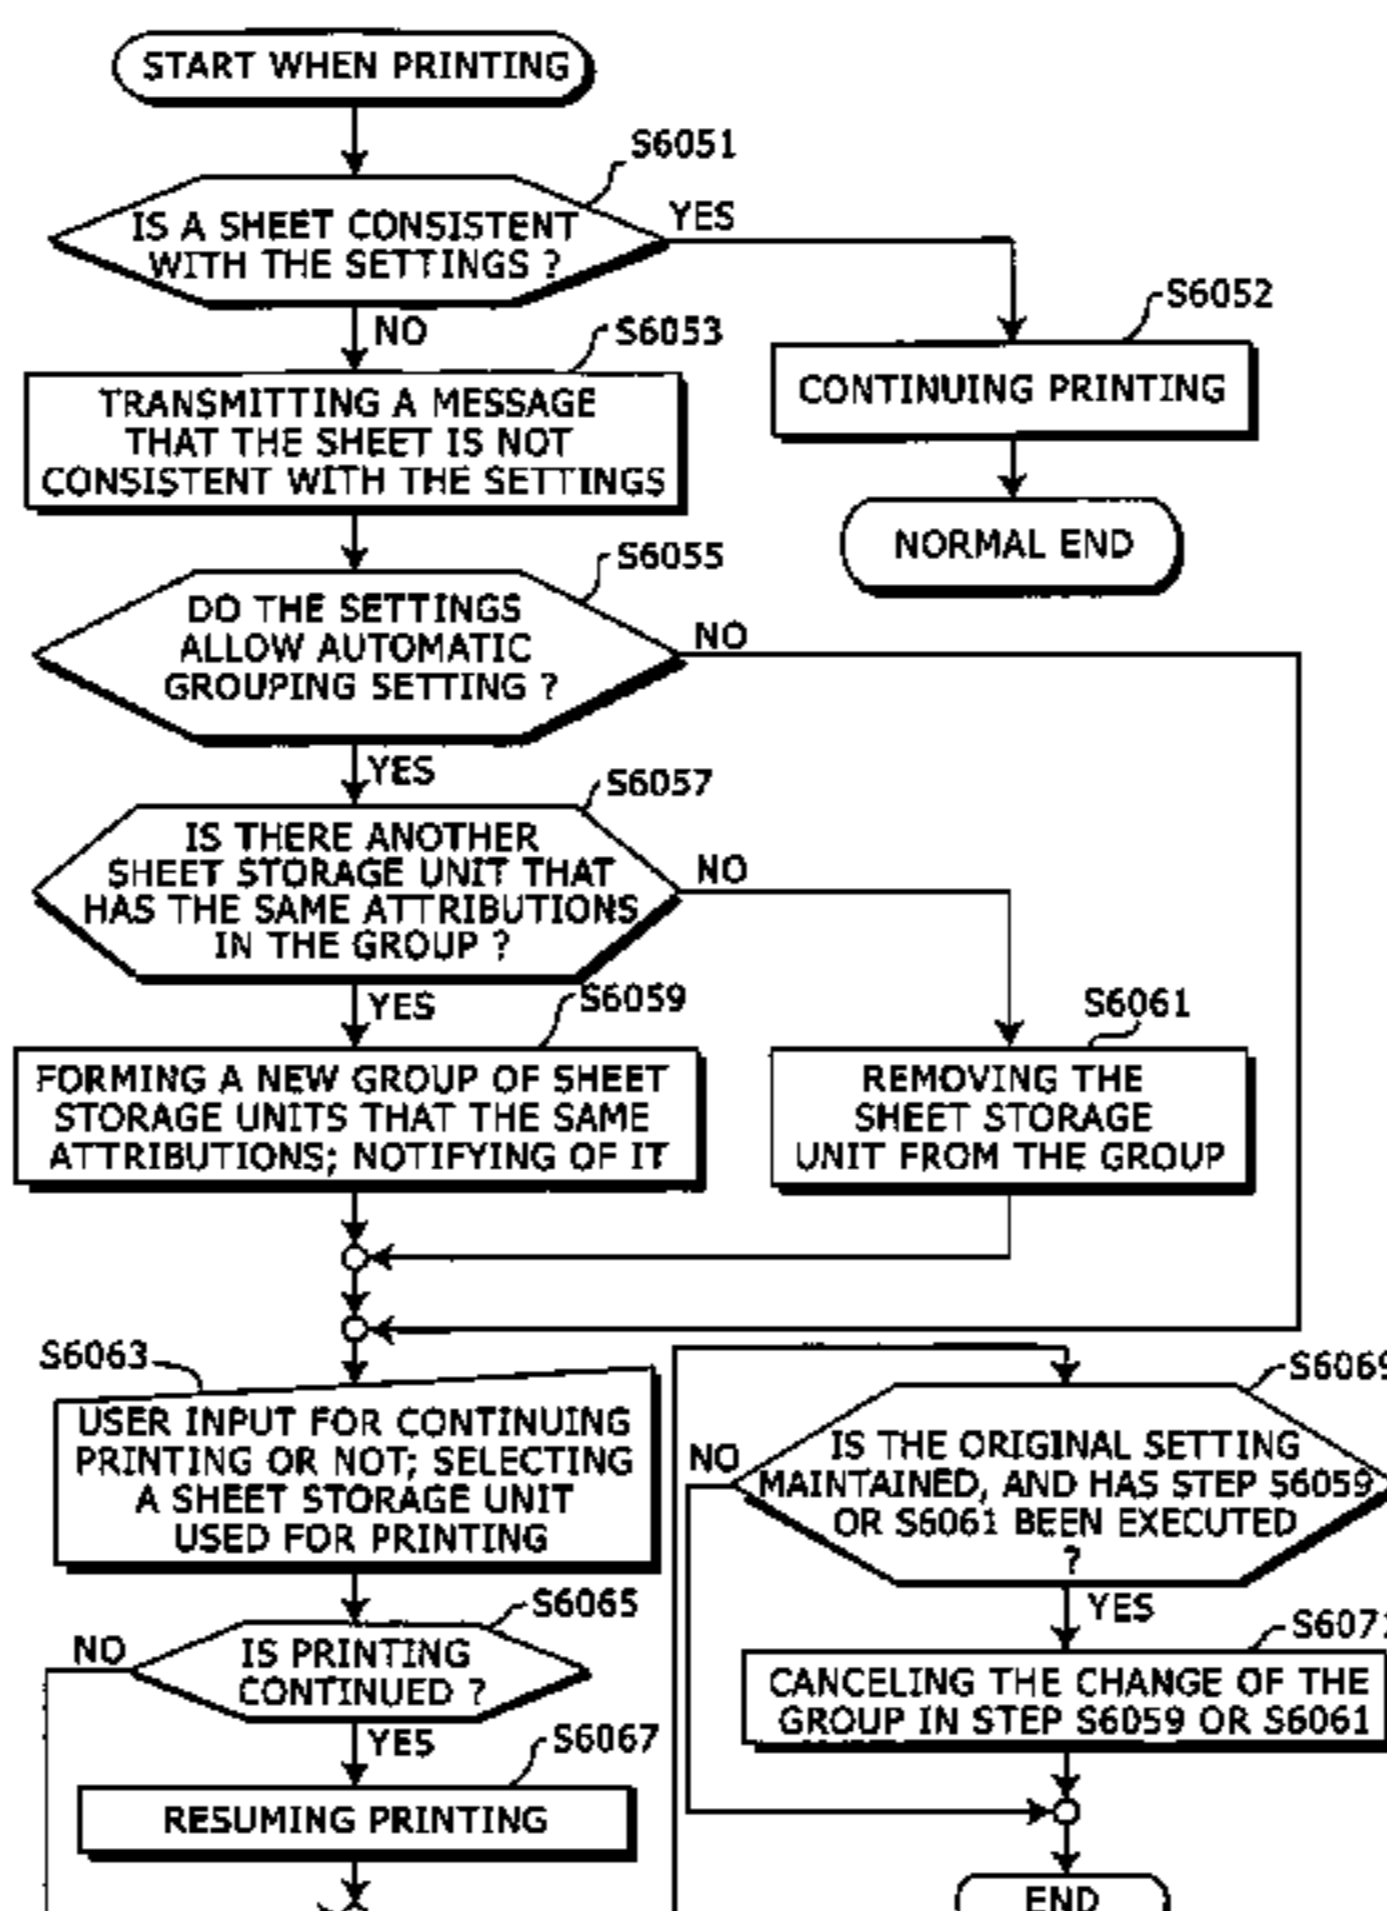 START WHEN PRINTING
S6051
IS A SHEET CONSISTENT
WITH THE SETTINGS ?
YES
NO
S6052
CONTINUING PRINTING
NORMAL END
S6053
TRANSMITTING A MESSAGE
THAT THE SHEET IS NOT
CONSISTENT WITH THE SETTINGS
S6055
DO THE SETTINGS
ALLOW AUTOMATIC
GROUPING SETTING ?
NO
YES
S6057
IS THERE ANOTHER
SHEET STORAGE UNIT THAT
HAS THE SAME ATTRIBUTIONS
IN THE GROUP ?
NO
YES
S6059
FORMING A NEW GROUP OF SHEET
STORAGE UNITS THAT THE SAME
ATTRIBUTIONS; NOTIFYING OF IT
S6061
REMOVING THE
SHEET STORAGE
UNIT FROM THE GROUP
S6063
USER INPUT FOR CONTINUING
PRINTING OR NOT; SELECTING
A SHEET STORAGE UNIT
USED FOR PRINTING
S6065
IS PRINTING
CONTINUED ?
NO
YES
S6067
RESUMING PRINTING
S6069
IS THE ORIGINAL SETTING
MAINTAINED, AND HAS STEP S6059
OR S6061 BEEN EXECUTED
?
NO
YES
S6071
CANCELING THE CHANGE OF THE
GROUP IN STEP S6059 OR S6061
END